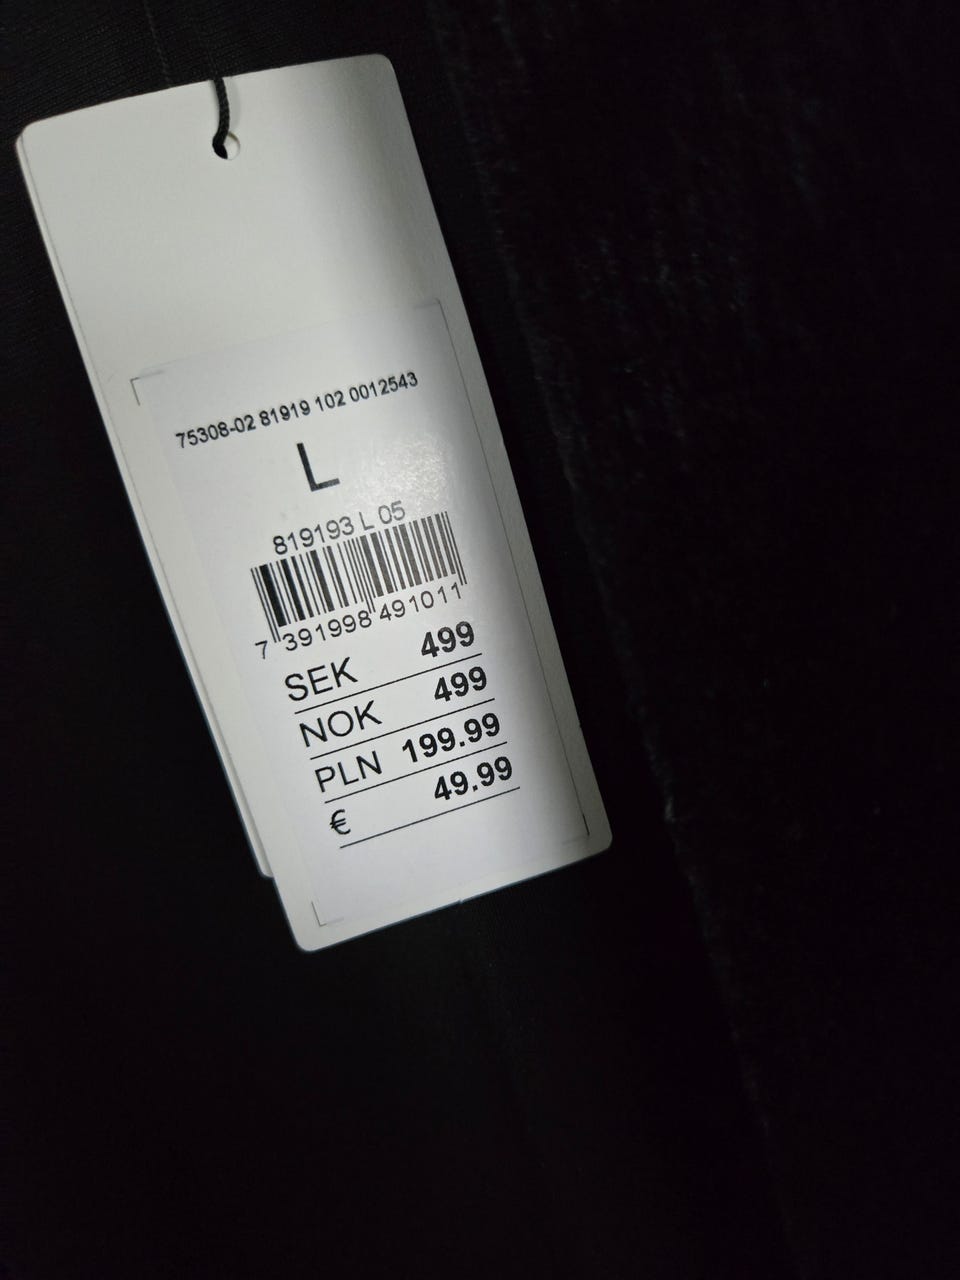 75308-02 81919 102 0012543
L
819193 L 05
7 391998 491011
SEK 499
NOK 499
PLN 199.99
€ 49.99